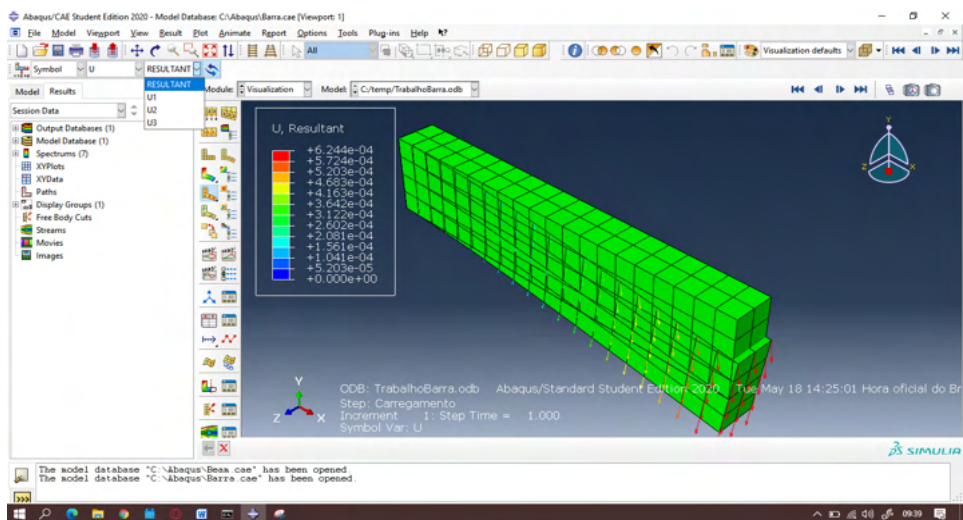 Abaqus/CAE Student Edition 2020 - Model Database: C:\Abaqus\Barra.cae [Viewport: 1]
File Model Viewport View Result Plot Animate Report Options Tools Plug-ins Help
All
Visualization defaults
Symbol U RESULTANT
RESULTANT
U1
U2
U3
Model Results
Module: Visualization Model: C:/temp/TrabalhoBarra.odb
Session Data
Output Databases (1)
Model Database (1)
Spectrums (7)
XYPlots
XYData
Paths
Display Groups (1)
Free Body Cuts
Streams
Movies
Images
U, Resultant
+6.244e-04
+5.724e-04
+5.203e-04
+4.683e-04
+4.163e-04
+3.642e-04
+3.122e-04
+2.602e-04
+2.081e-04
+1.561e-04
+1.041e-04
+5.203e-05
+0.000e+00
Y
Z X
Y
Z X
ODB: TrabalhoBarra.odb Abaqus/Standard Student Edition 2020 Tue May 18 14:25:01 Hora oficial do Br
Step: Carregamento
Increment 1: Step Time = 1.000
Symbol Var: U
SIMULIA
The model database "C:\Abaqus\Beam.cae" has been opened.
The model database "C:\Abaqus\Barra.cae" has been opened.
>>>
09:39